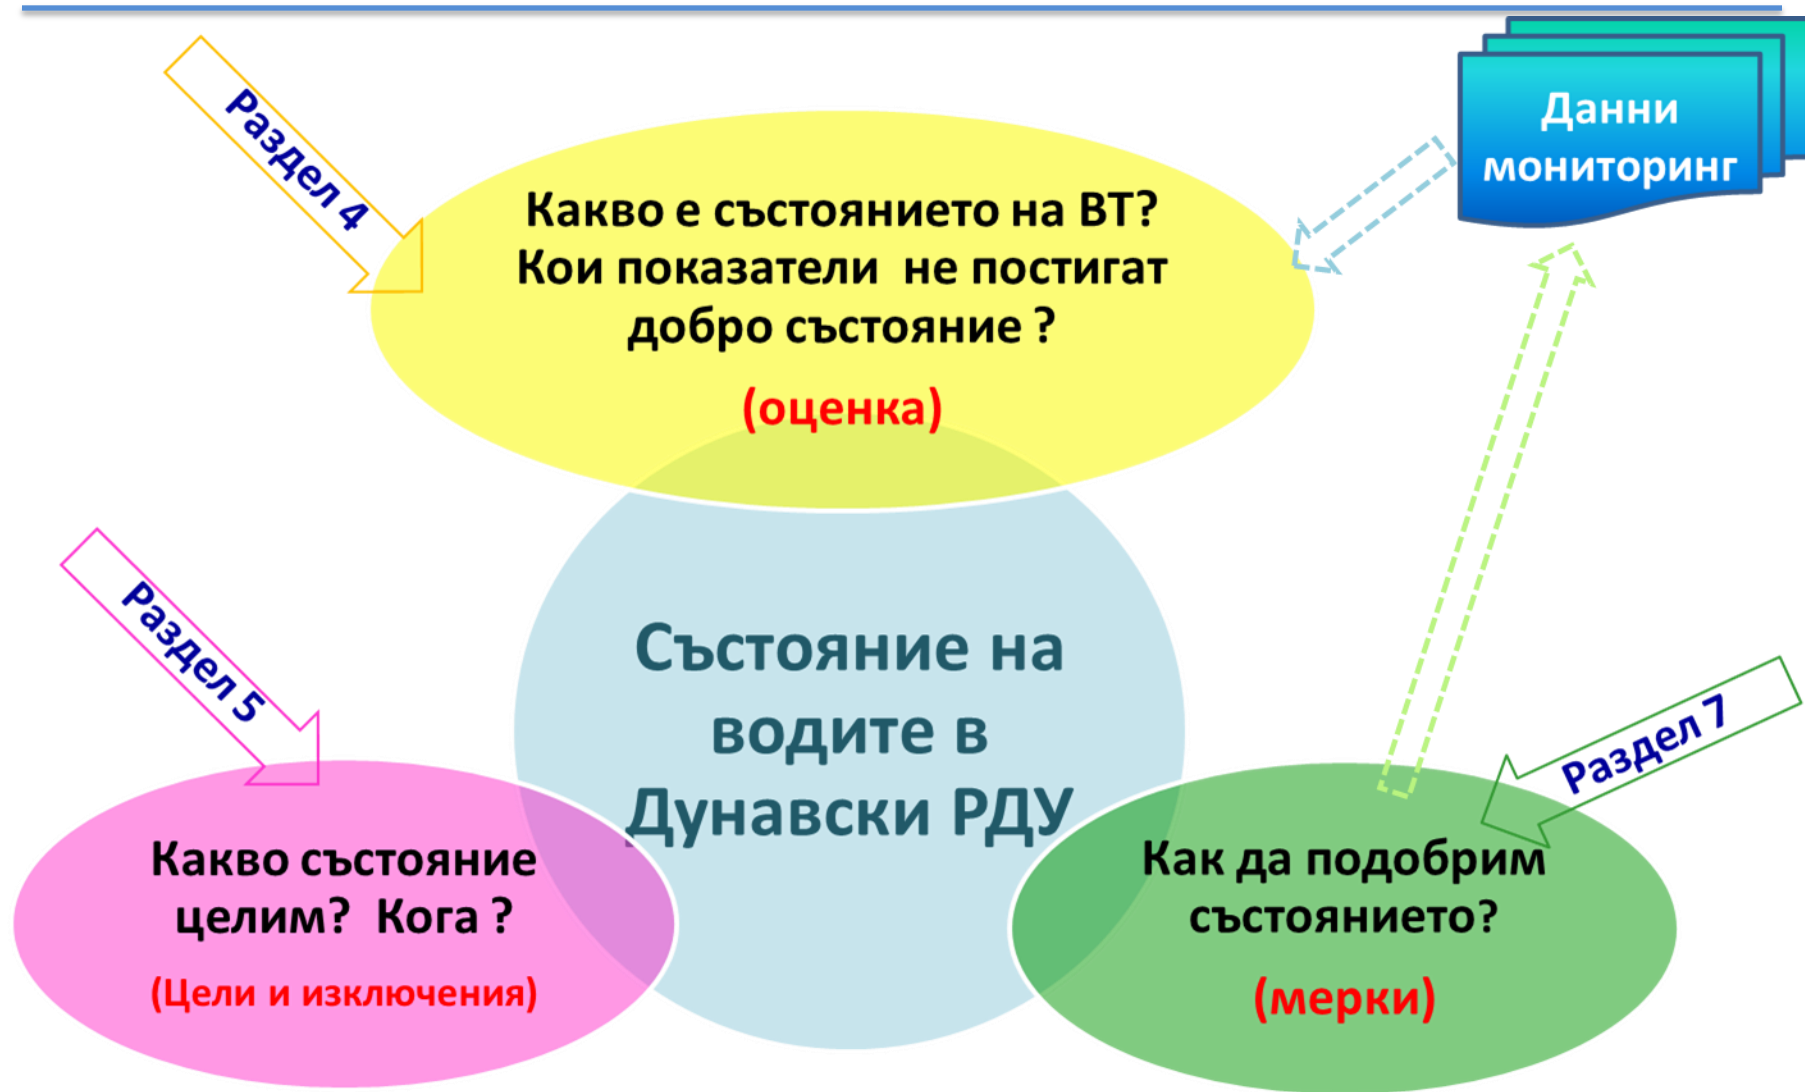 Раздел 4
Данни
мониторинг
Какво е състоянието на ВТ?
Кои показатели не постигат
добро състояние ?
(оценка)
Състояние на
водите в
Дунавски РДУ
Раздел 5
Какво състояние
целим? Кога ?
(Цели и изключения)
Раздел 7
Как да подобрим
състоянието?
(мерки)